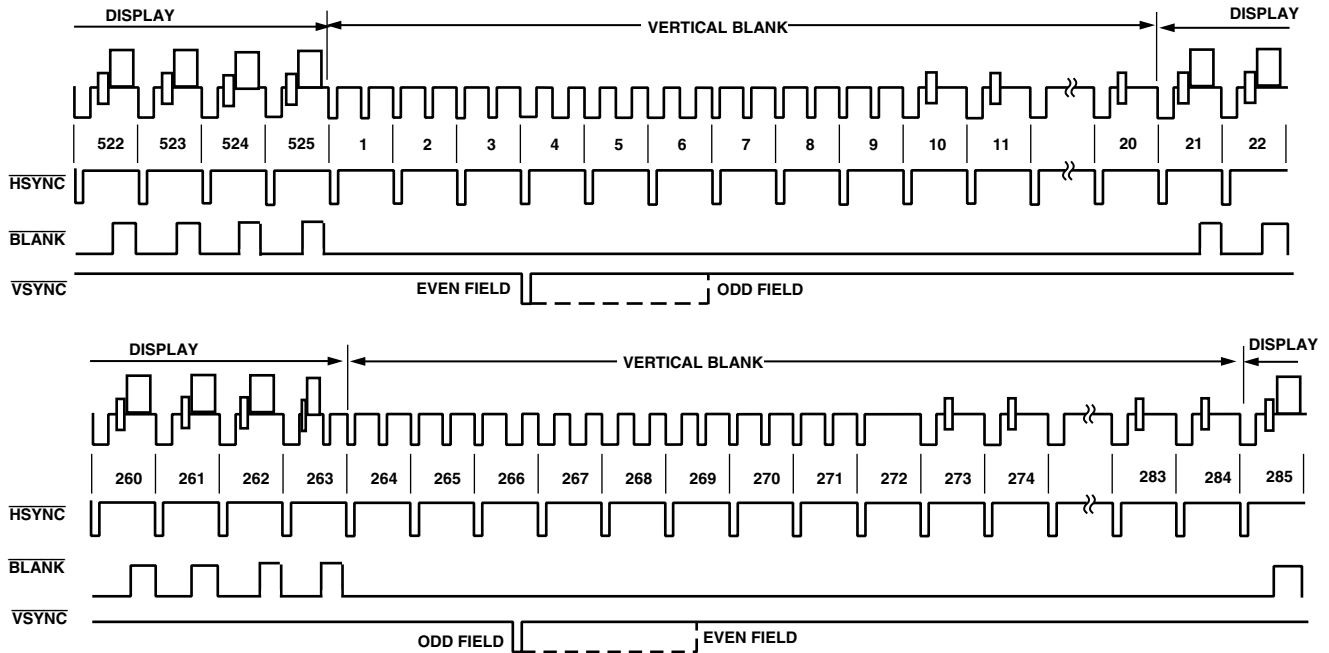 DISPLAY VERTICAL BLANK DISPLAY
522 523 524 525 1 2 3 4 5 6 7 8 9 10 11 20 21 22
HSYNC
BLANK
VSYNC EVEN FIELD ODD FIELD
DISPLAY VERTICAL BLANK DISPLAY
260 261 262 263 264 265 266 267 268 269 270 271 272 273 274 283 284 285
HSYNC
BLANK
VSYNC ODD FIELD EVEN FIELD